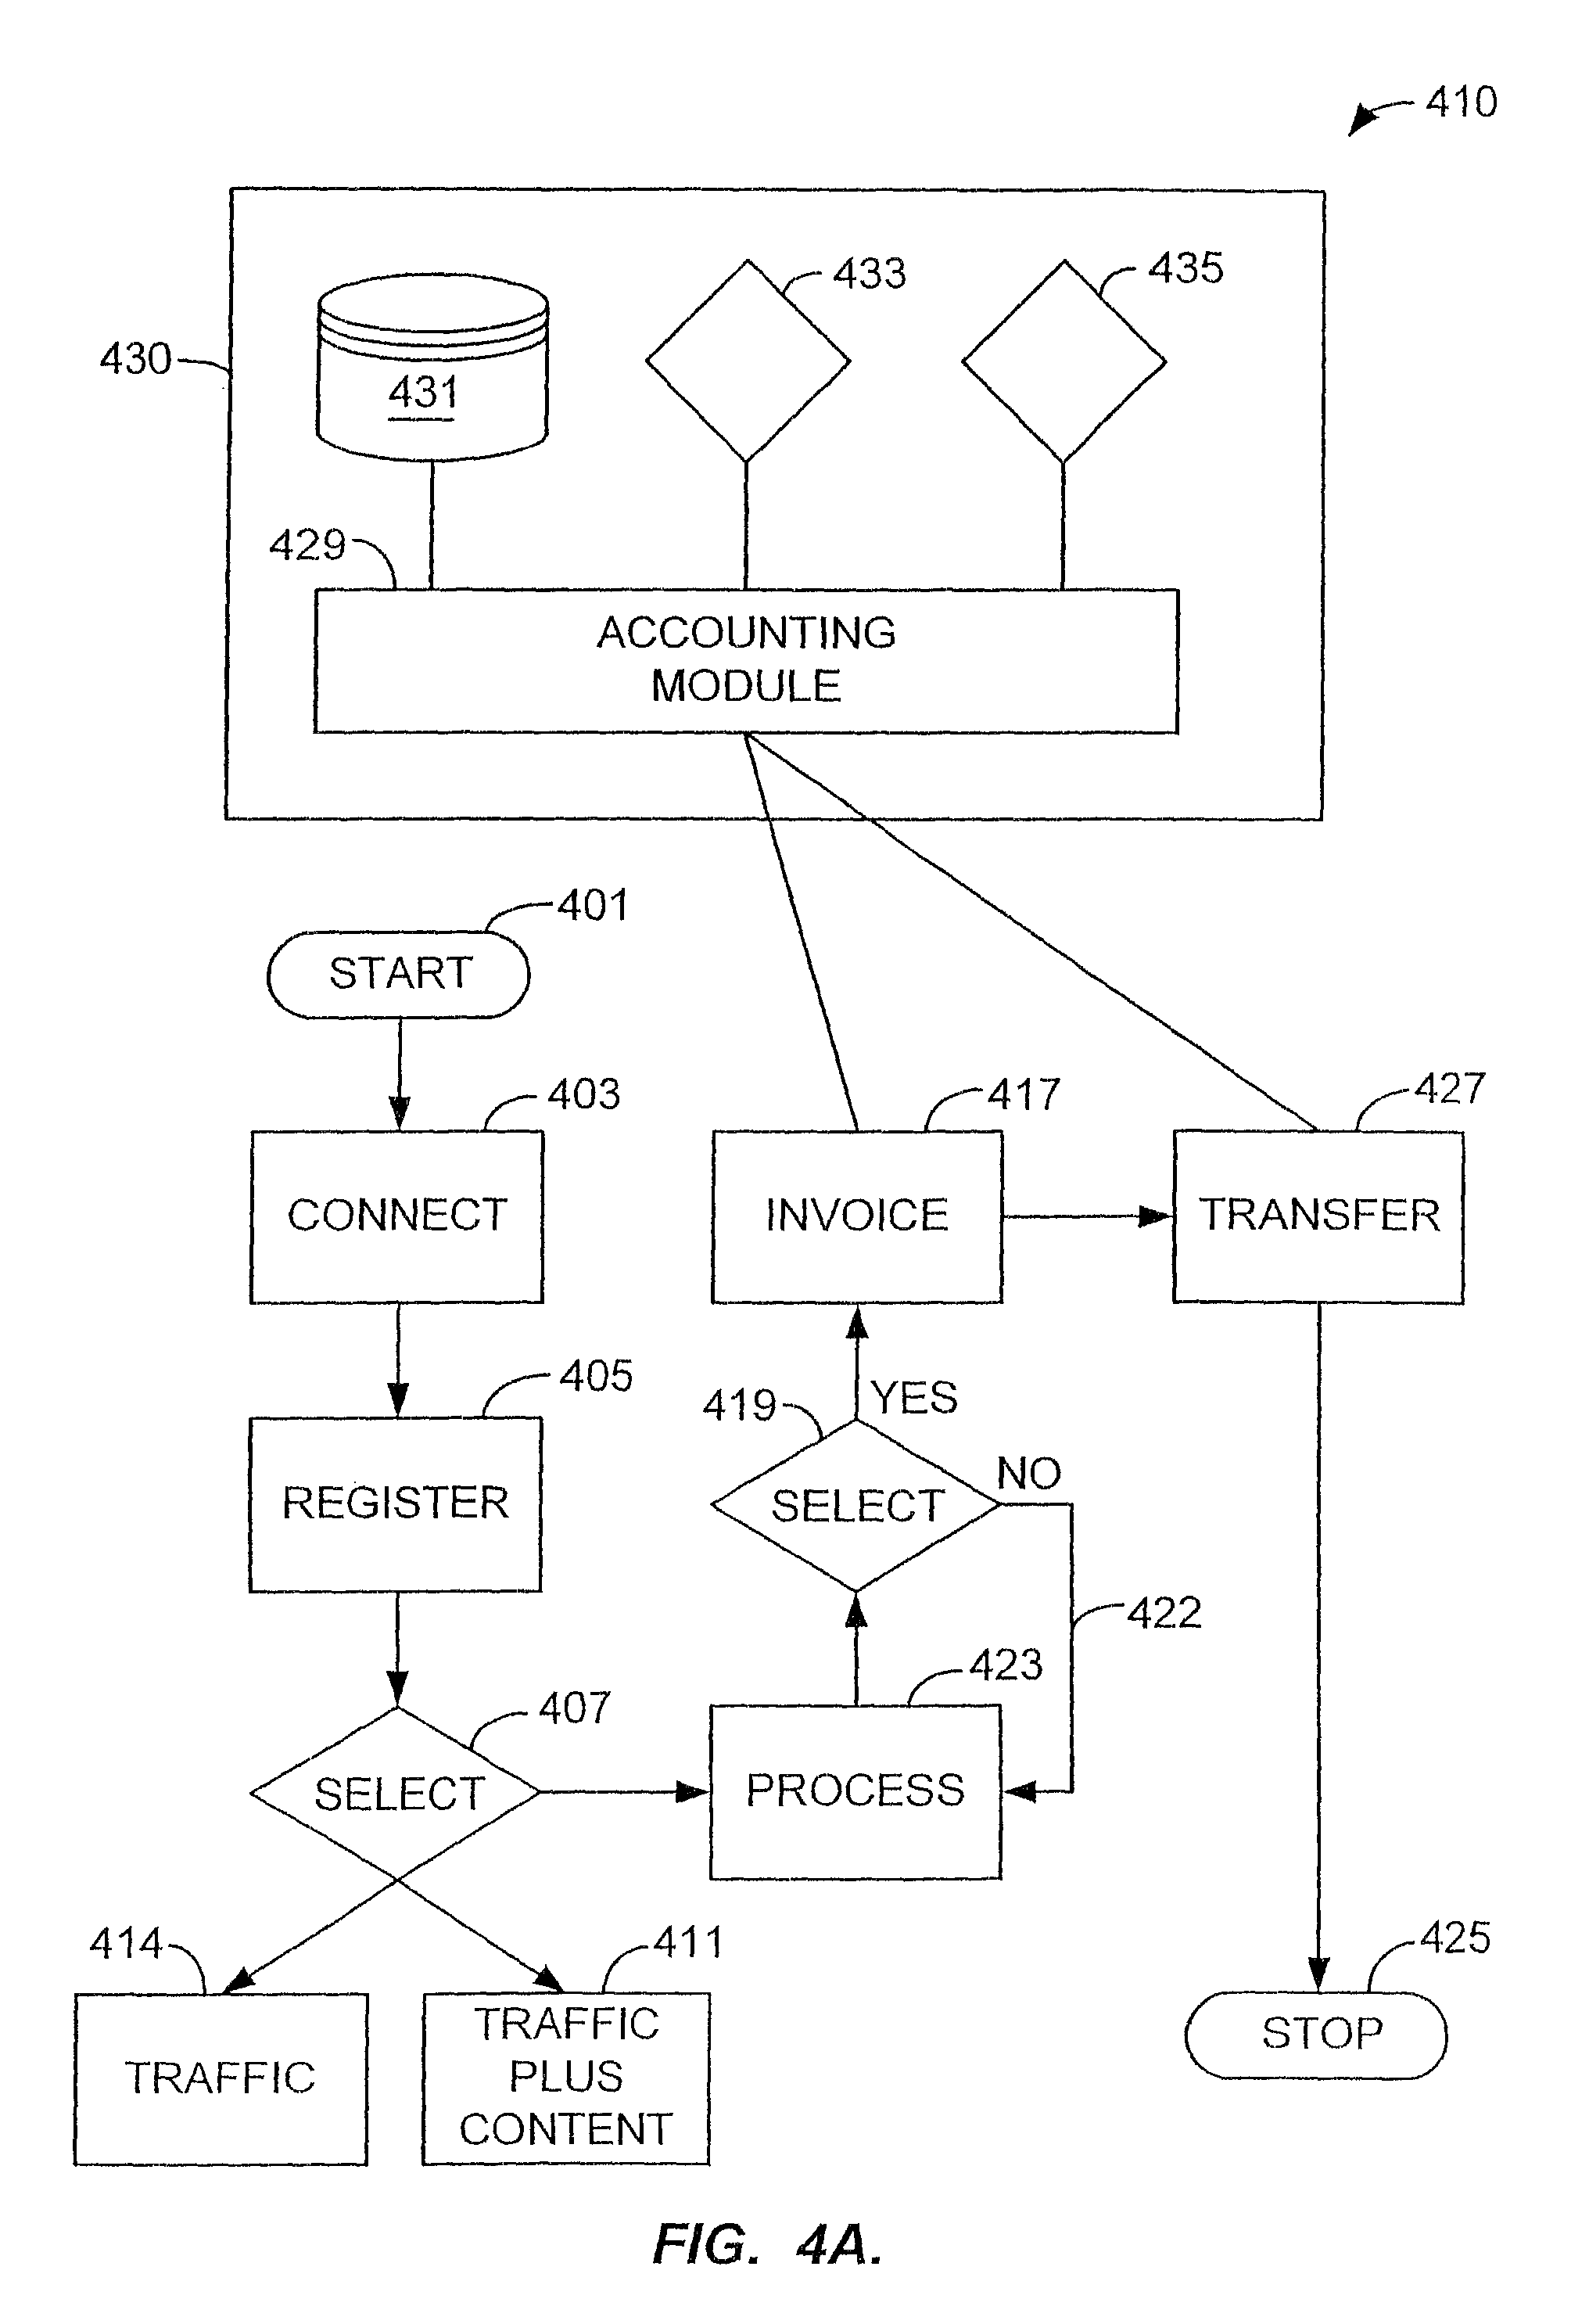 410
433
435
430
431
429
ACCOUNTING
MODULE
401
START
403
417
427
CONNECT
INVOICE
TRANSFER
405
419
YES
NO
REGISTER
SELECT
422
423
407
SELECT
PROCESS
414
411
425
TRAFFIC
PLUS
CONTENT
TRAFFIC
STOP
FIG. 4A.